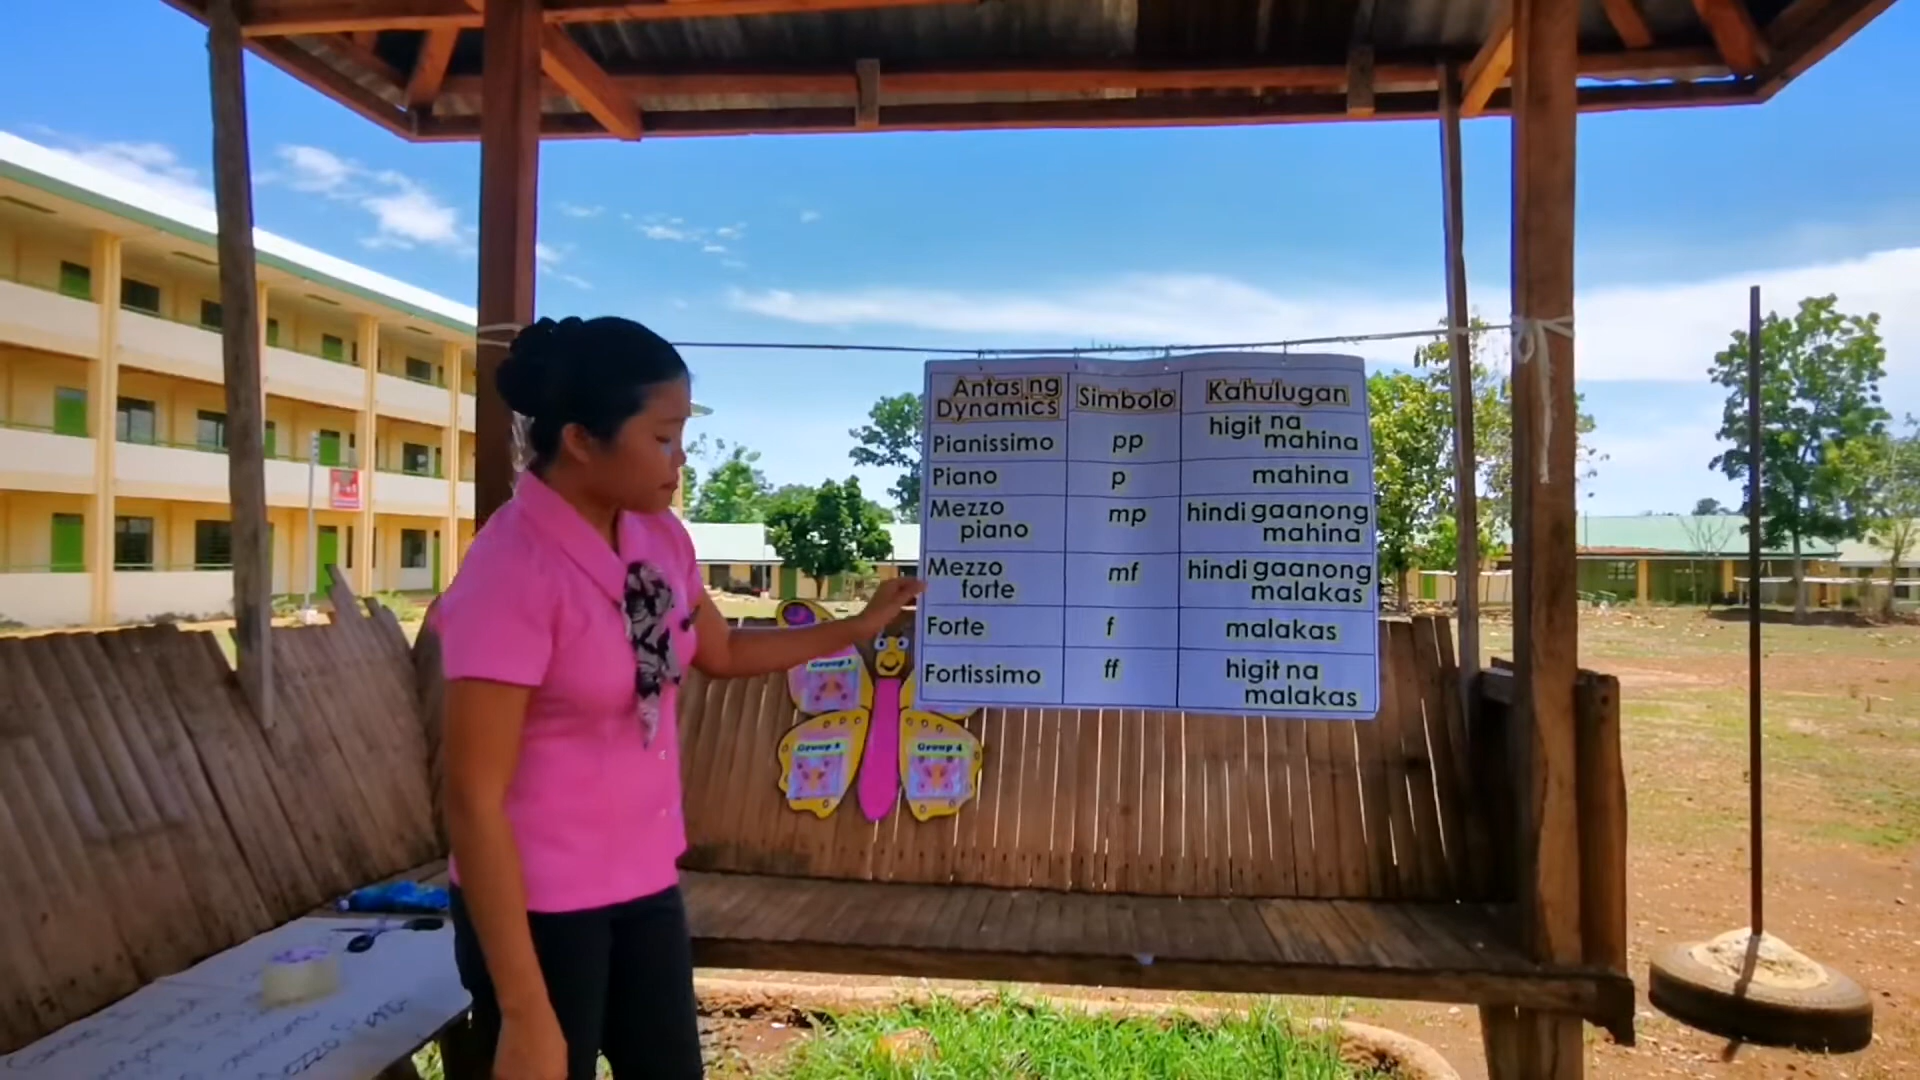 Antas ng
Dynamics
Simbolo
Kahulugan
Pianissimo
pp
higit na
mahina
Piano
p
mahina
Mezzo
piano
mp
hindi gaanong
mahina
Mezzo
forte
mf
hindi gaanong
malakas
Forte
f
malakas
Fortissimo
ff
higit na
malakas
Group 1
Group 3
Group 4